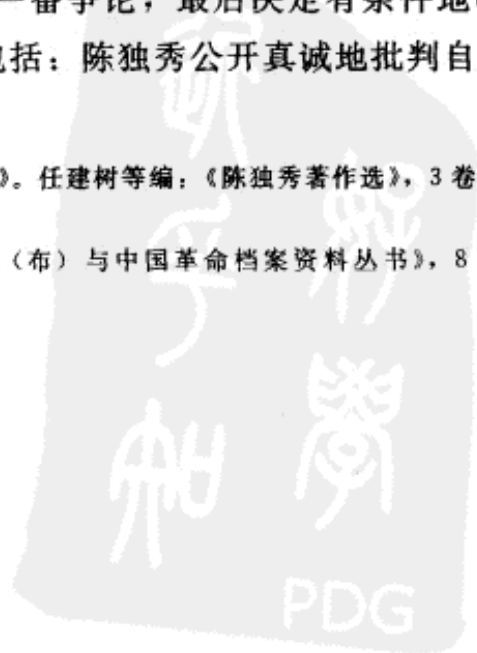 一番争论，最后决定有条件地
包括：陈独秀公开真诚地批判自
》。任建树等编：《陈独秀著作选》，3 卷
（布）与中国革命档案资料丛书》，8
PDG